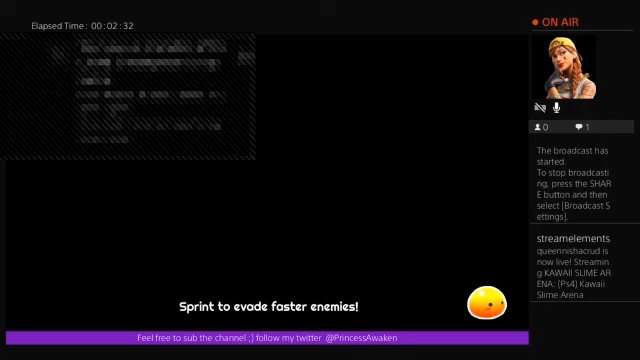 Elapsed Time : 00:02:32
ON AIR
0 1
The broadcast has
started.
To stop broadcasti
ng, press the SHAR
E button and then
select [Broadcast S
ettings].
streamelements
queennishacrud is
now live! Streamin
g KAWAII SLIME AR
ENA: (Ps4) Kawaii
Slime Arena
Sprint to evade faster enemies!
Feel free to sub the channel ;) follow my twitter @PrincessAwaken